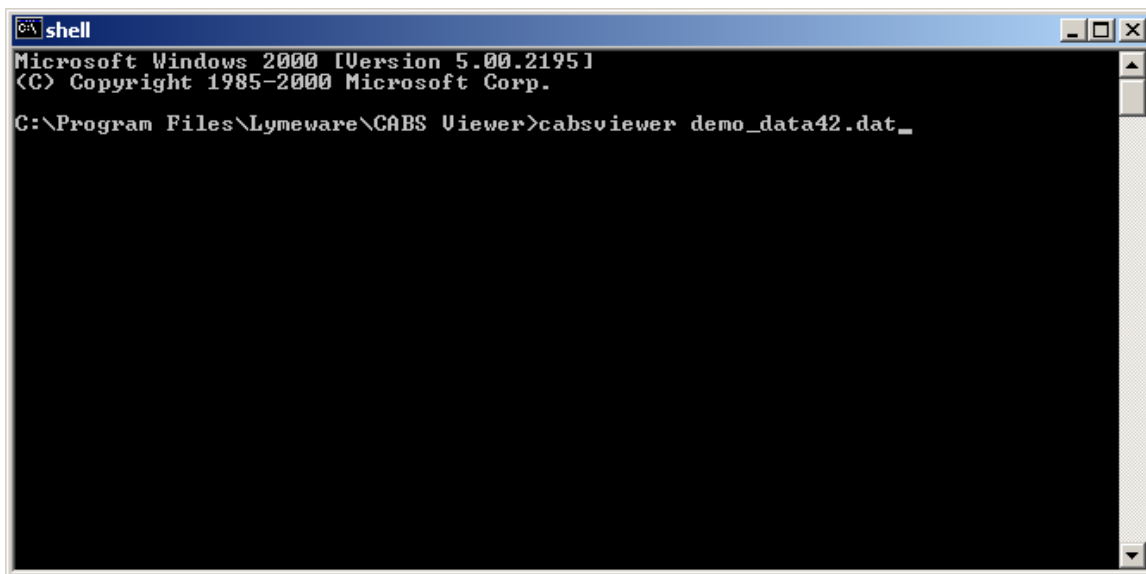 shell
Microsoft Windows 2000 [Version 5.00.2195]
(C) Copyright 1985-2000 Microsoft Corp.
C:\Program Files\Lymeware\CABS Viewer>cabsviewer demo_data42.dat_